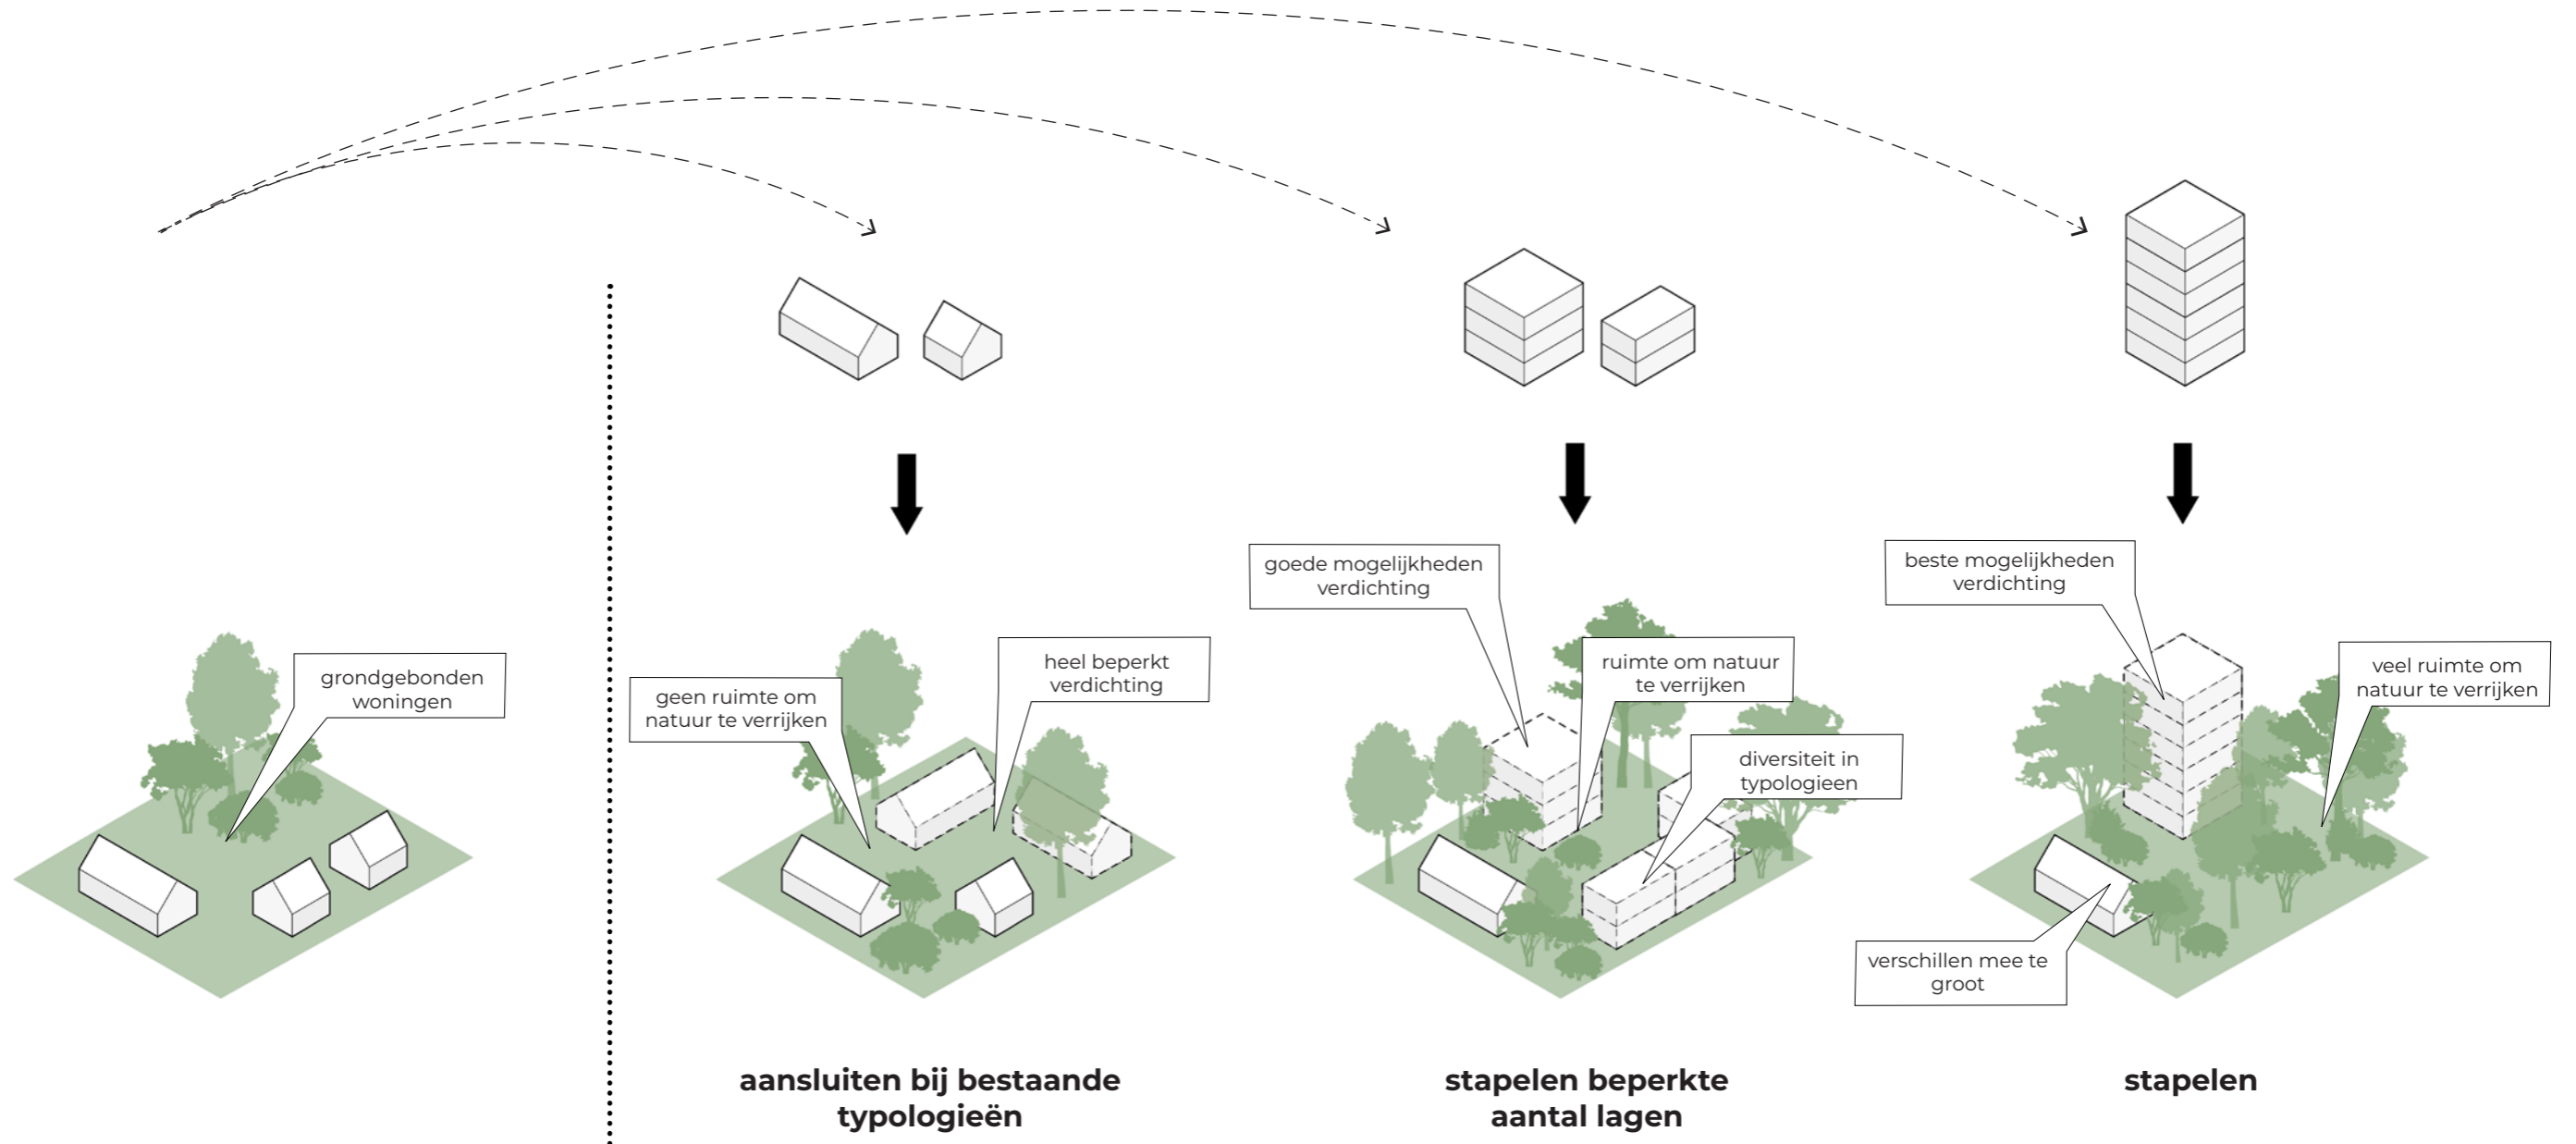 grondgebonden
woningen
geen ruimte om
natuur te verrijken
heel beperkt
verdichting
goede mogelijkheden
verdichting
ruimte om natuur
te verrijken
diversiteit in
typologieen
beste mogelijkheden
verdichting
veel ruimte om
natuur te verrijken
verschillen mee te
groot
aansluiten bij bestaande
typologieën
stapelen beperkte
aantal lagen
stapelen